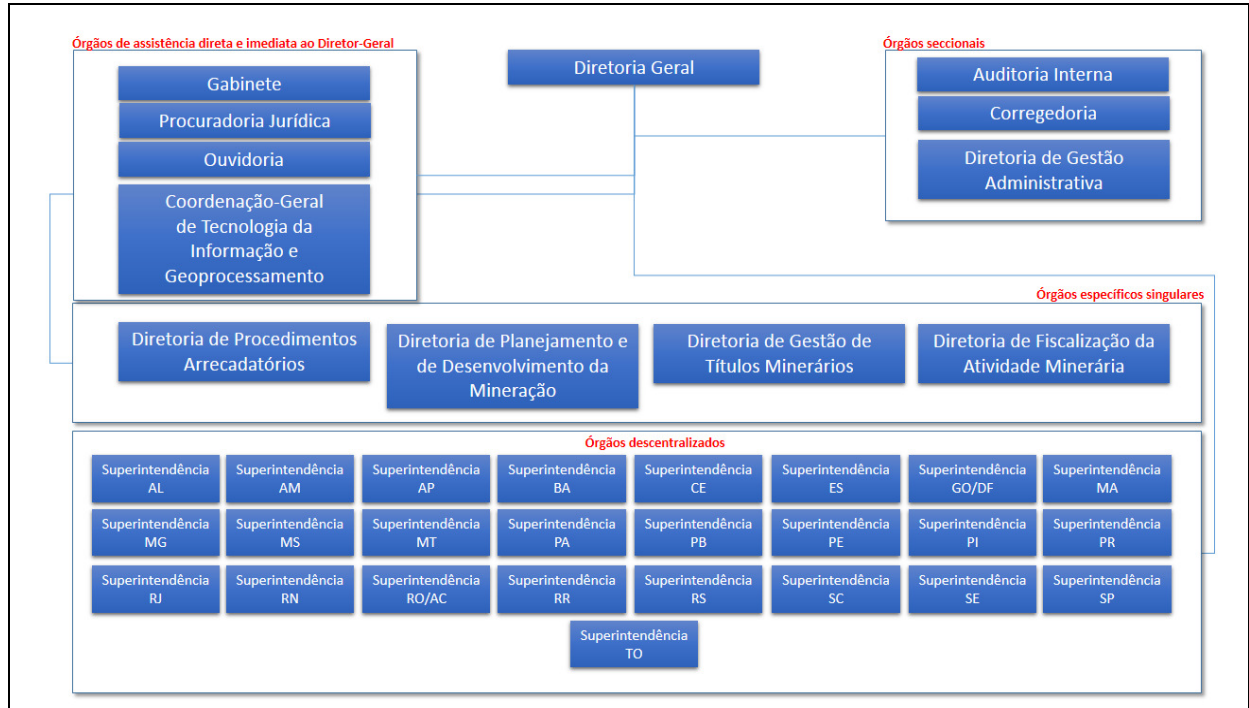 Órgãos de assistência direta e imediata ao Diretor-Geral
Gabinete
Procuradoria Jurídica
Ouvidoria
Coordenação-Geral
de Tecnologia da
Informação e
Geoprocessamento
Diretoria Geral
Órgãos seccionais
Auditoria Interna
Corregedoria
Diretoria de Gestão
Administrativa
Órgãos específicos singulares
Diretoria de Procedimentos
Arrecadatórios
Diretoria de Planejamento e
de Desenvolvimento da
Mineração
Diretoria de Gestão de
Títulos Minerários
Diretoria de Fiscalização da
Atividade Minerária
Órgãos descentralizados
Superintendência
AL
Superintendência
AM
Superintendência
AP
Superintendência
BA
Superintendência
CE
Superintendência
ES
Superintendência
GO/DF
Superintendência
MA
Superintendência
MG
Superintendência
MS
Superintendência
MT
Superintendência
PA
Superintendência
PB
Superintendência
PE
Superintendência
PI
Superintendência
PR
Superintendência
RJ
Superintendência
RN
Superintendência
RO/AC
Superintendência
RR
Superintendência
RS
Superintendência
SC
Superintendência
SE
Superintendência
SP
Superintendência
TO